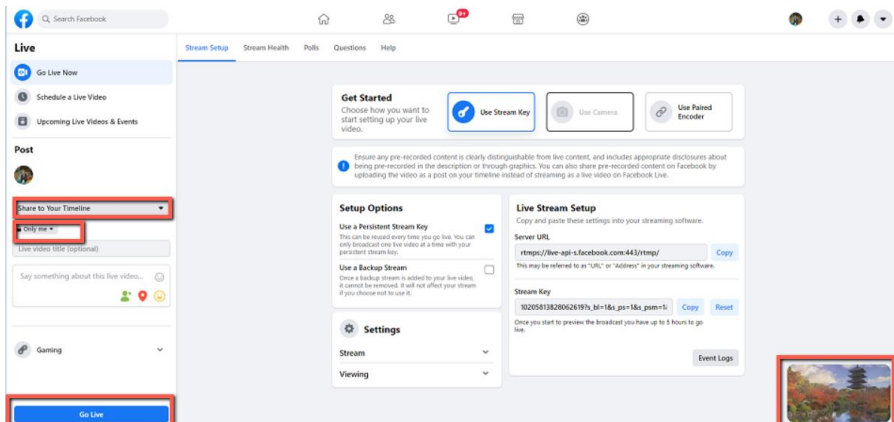 Search Facebook
9+
Live
Go Live Now
Schedule a Live Video
Upcoming Live Videos & Events
Post
Share to Your Timeline
Only me
Live video title (optional)
Say something about this live video...
Gaming
Go Live
Stream Setup Stream Health Polls Questions Help
Get Started
Choose how you want to
start setting up your live
video.
Use Stream Key
Use Camera
Use Paired
Encoder
Ensure any pre-recorded content is clearly distinguishable from live content, and includes appropriate disclosures about
being pre-recorded in the description or through graphics. You can also share pre-recorded content on Facebook by
uploading the video as a post on your timeline instead of streaming as a live video on Facebook Live.
Setup Options
Use a Persistent Stream Key
This can be reused every time you go live. You can
only broadcast one live video at a time with your
persistent stream key.
Use a Backup Stream
Once a backup stream is added to your live video,
it cannot be removed. It will not affect your stream
if you choose not to use it.
Settings
Stream
Viewing
Live Stream Setup
Copy and paste these settings into your streaming software.
Server URL
rtmps://live-api-s.facebook.com:443/rtmp/
Copy
This may be referred to as "URL" or "Address" in your streaming software.
Stream Key
Copy
Reset
Once you start to preview the broadcast you have up to 5 hours to go
live.
Event Logs